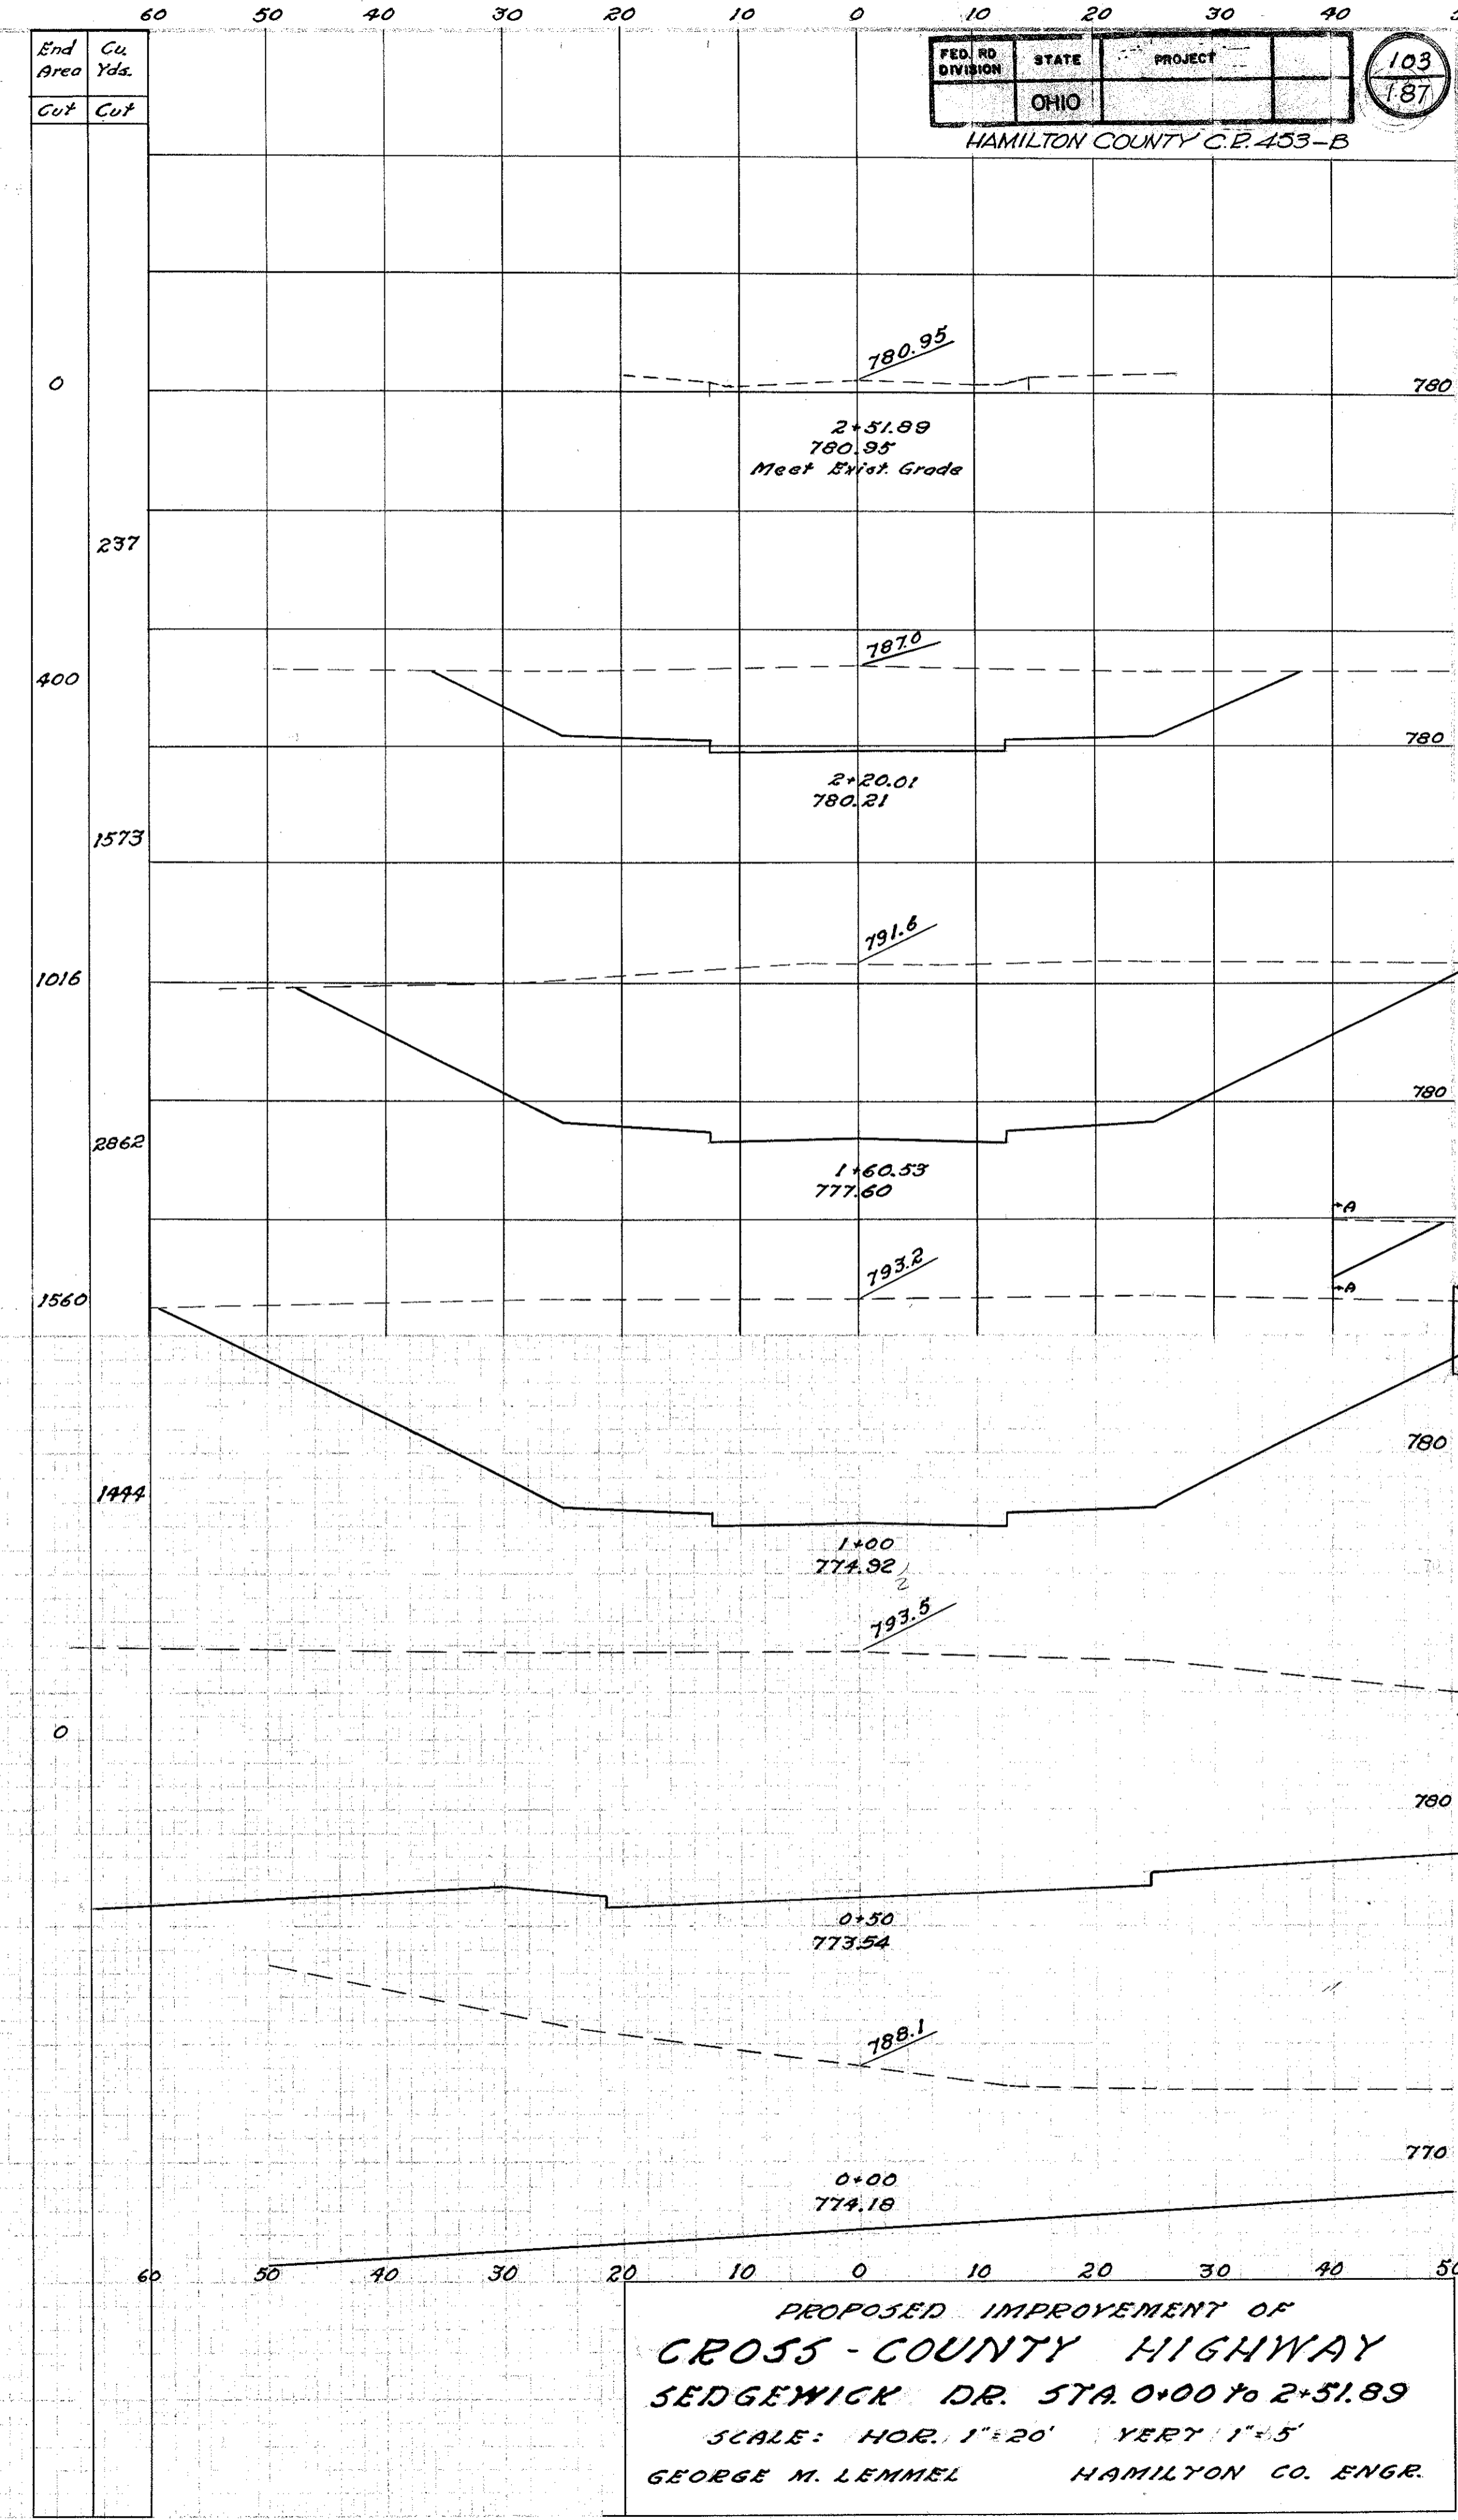 60 50 40 30 20 10 0 10 20 30 40
End Area Cu. Yds.
Cut Cut
FED. RD DIVISION STATE PROJECT
OHIO
103
187
HAMILTON COUNTY C.R. 453-B
780.95
0
780
2+51.89
780.95
Meet Exist. Grade
237
787.0
400
780
2+20.01
780.21
1573
791.6
1016
780
2862
1+60.53
777.60
A
793.2
A
1560
780
1444
1+00
774.92
2
793.5
0
780
0+50
773.54
788.1
770
0+00
774.18
60 50 40 30 20 10 0 10 20 30 40 50
PROPOSED IMPROVEMENT OF
CROSS-COUNTY HIGHWAY
SEDGEWICK DR. STA. 0+00 to 2+51.89
SCALE: HOR. 1"=20' VERT 1"=5'
GEORGE M. LEMMEL HAMILTON CO. ENGR.